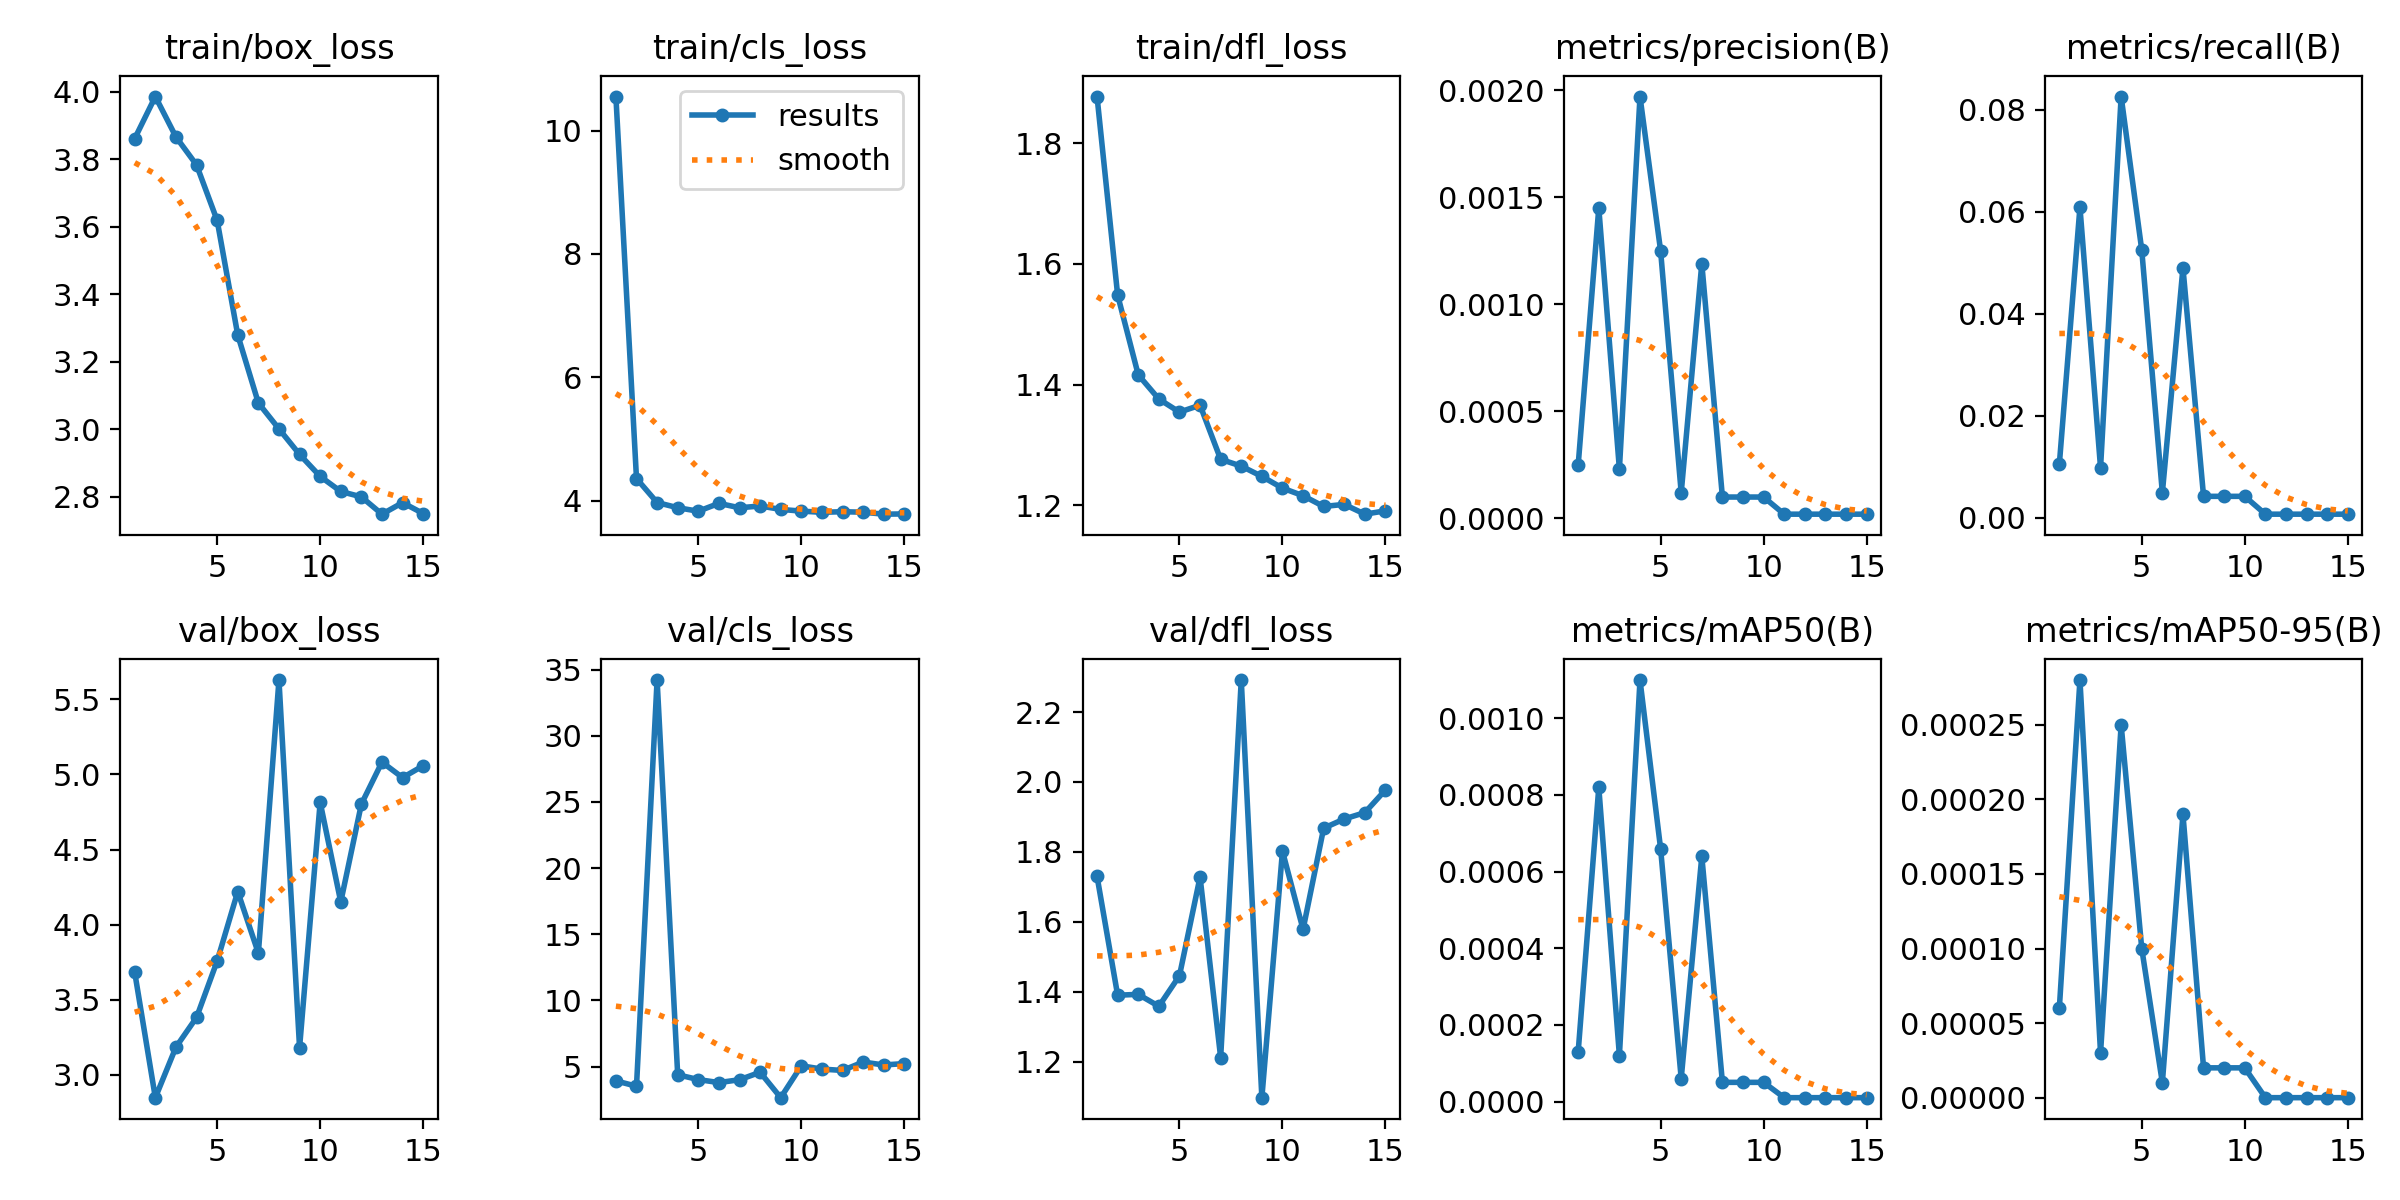 train/box_loss
4.0
3.8
3.6
3.4
3.2
3.0
2.8
5 10 15
train/cls_loss
results
smooth
10
8
6
4
5 10 15
train/dfl_loss
1.8
1.6
1.4
1.2
5 10 15
metrics/precision(B)
0.0020
0.0015
0.0010
0.0005
0.0000
5 10 15
metrics/recall(B)
0.08
0.06
0.04
0.02
0.00
5 10 15
val/box_loss
5.5
5.0
4.5
4.0
3.5
3.0
5 10 15
val/cls_loss
35
30
25
20
15
10
5
5 10 15
val/dfl_loss
2.2
2.0
1.8
1.6
1.4
1.2
5 10 15
metrics/mAP50(B)
0.0010
0.0008
0.0006
0.0004
0.0002
0.0000
5 10 15
metrics/mAP50-95(B)
0.00025
0.00020
0.00015
0.00010
0.00005
0.00000
5 10 15